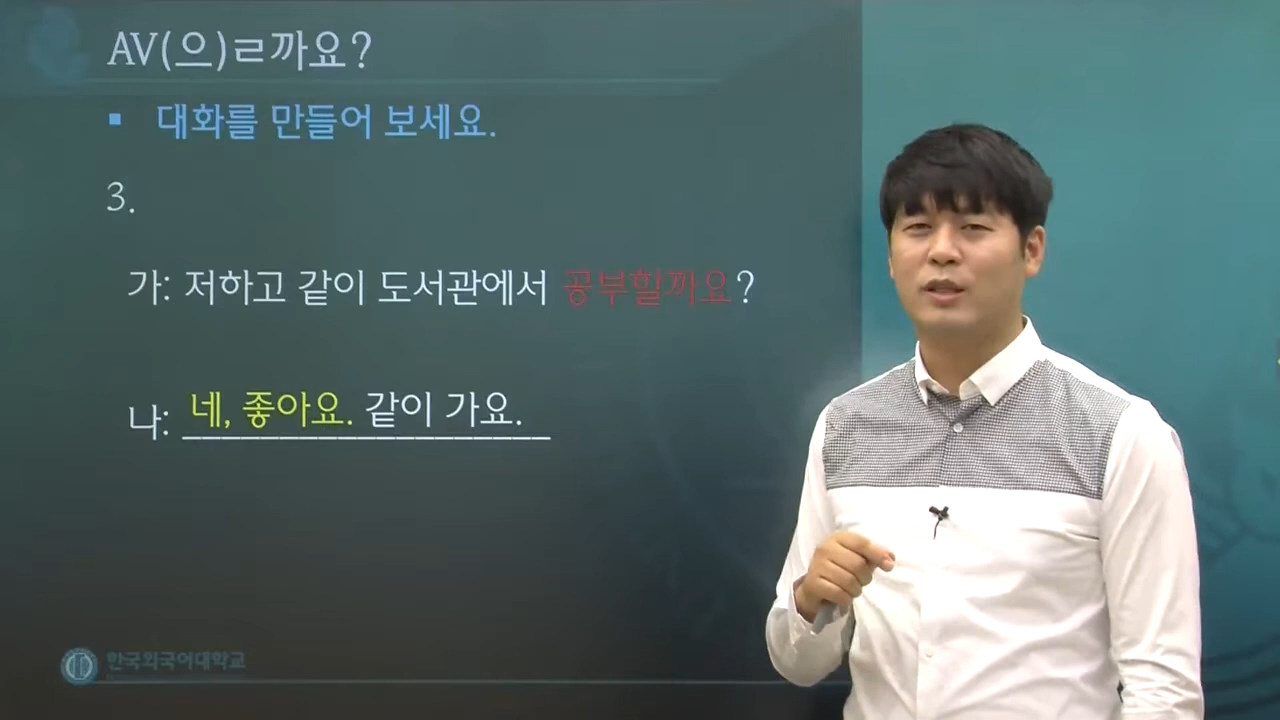 AV(으)ㄹ까요?
▪ 대화를 만들어 보세요.
3.
가: 저하고 같이 도서관에서 공부할까요?
나: 네, 좋아요. 같이 가요.
한국외국어대학교